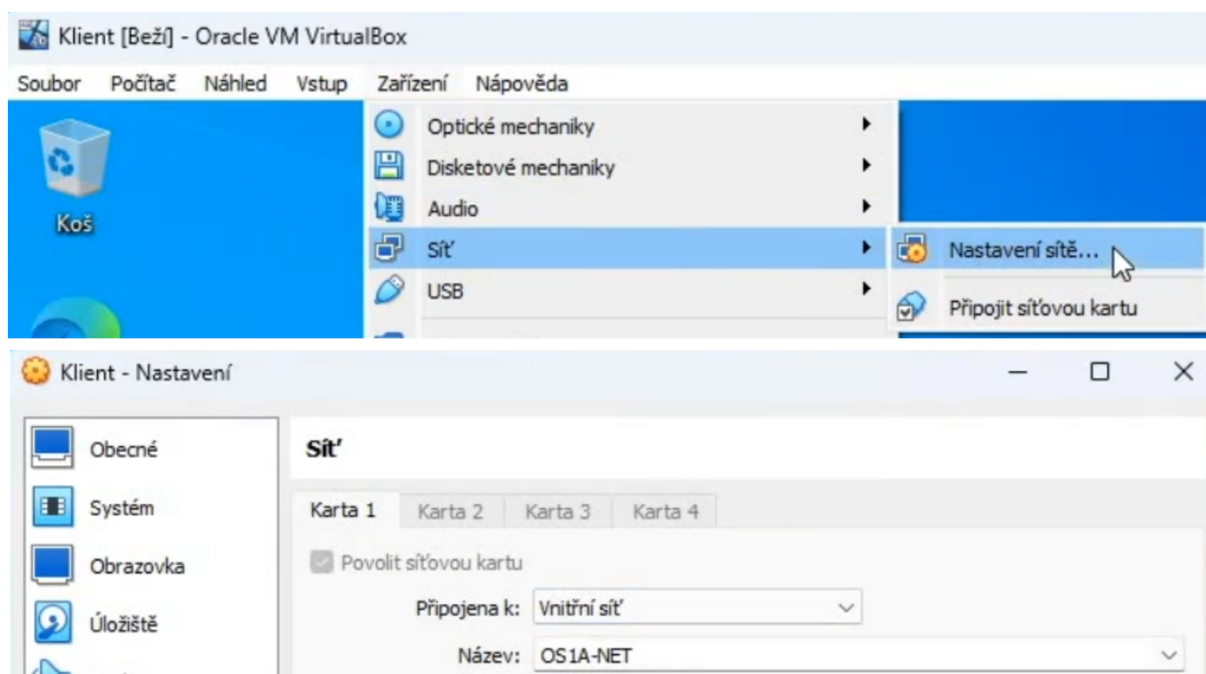 Klient [Beží] - Oracle VM VirtualBox
Soubor Počítač Náhled Vstup Zařízení Nápověda
Optické mechaniky
Disketové mechaniky
Audio
Koš
Síť
Nastavení sítě...
USB
Připojit síťovou kartu
Klient - Nastavení
Obecné
Síť
Systém
Karta 1 Karta 2 Karta 3 Karta 4
Obrazovka
Povolit síťovou kartu
Připojena k: Vnitřní síť
Úložiště
Název: OS1A-NET